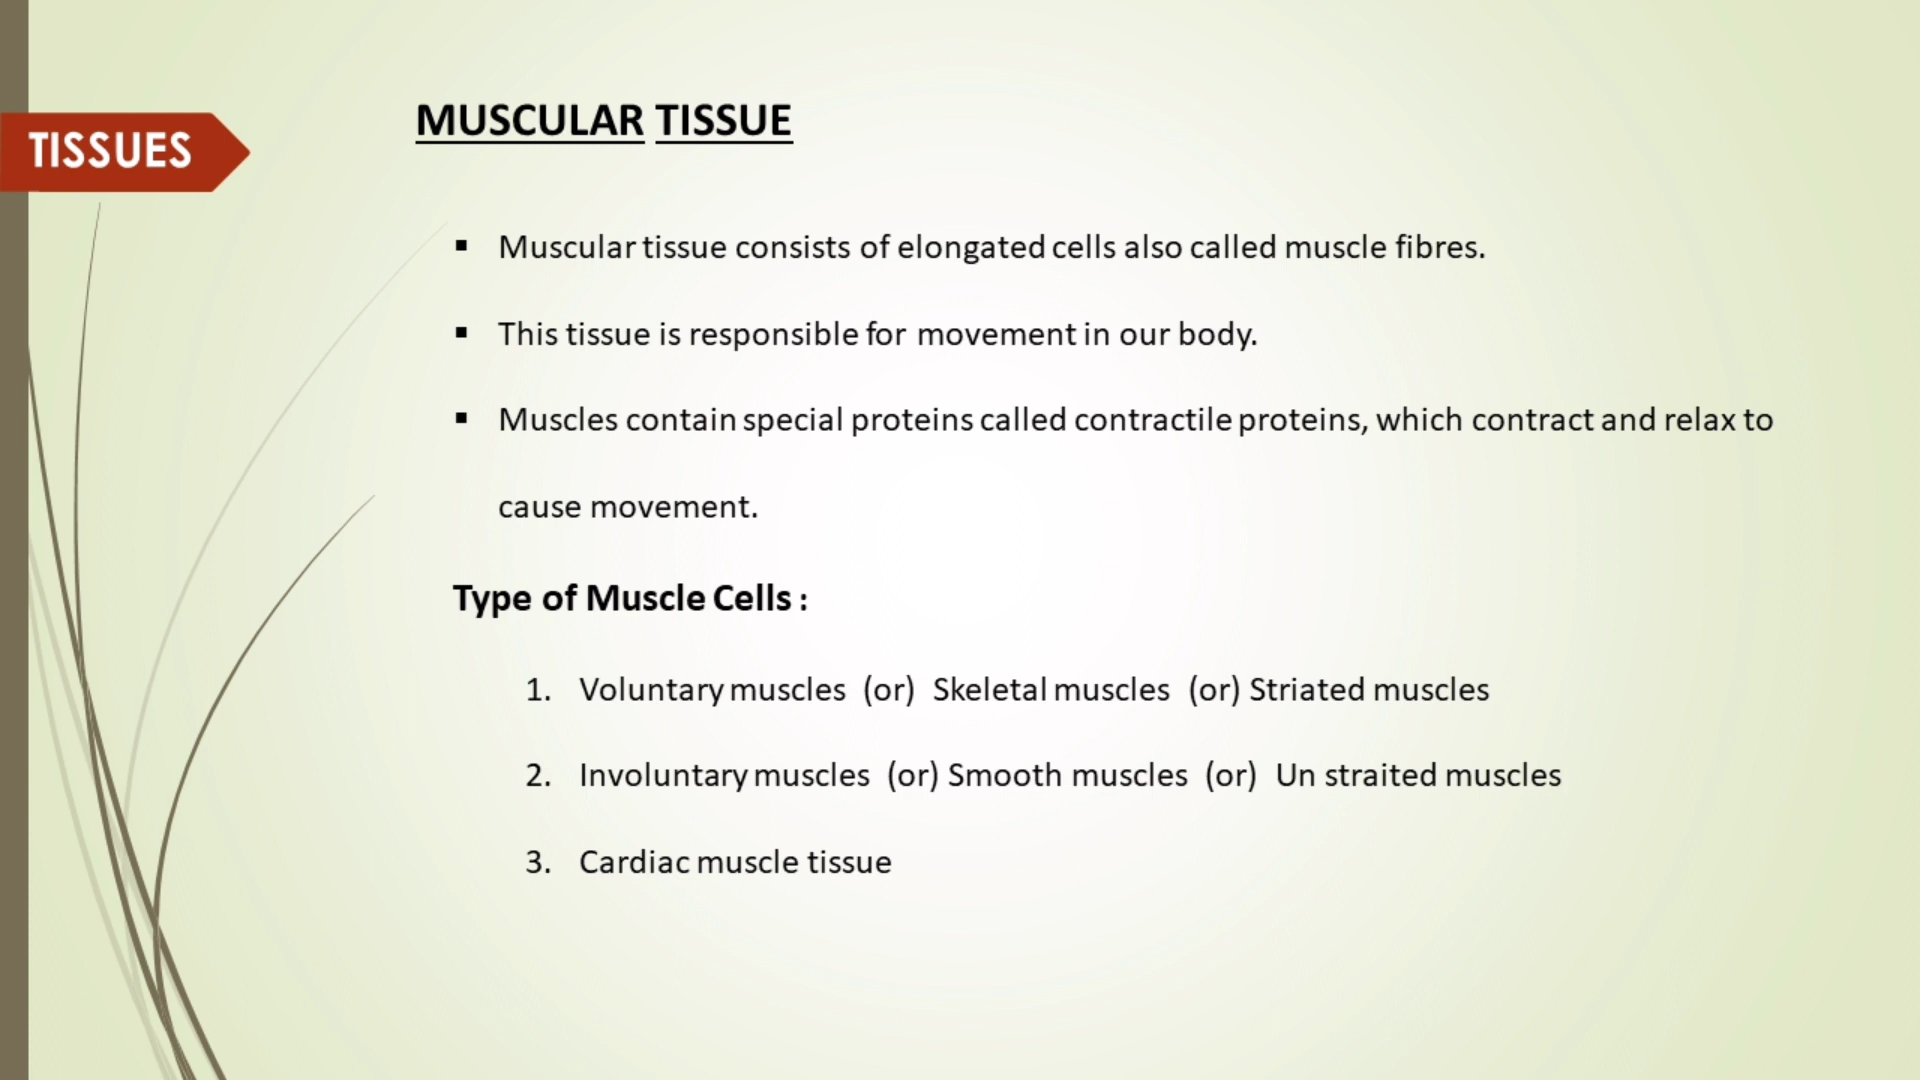 TISSUES
MUSCULAR TISSUE
▪ Muscular tissue consists of elongated cells also called muscle fibres.
▪ This tissue is responsible for movement in our body.
▪ Muscles contain special proteins called contractile proteins, which contract and relax to
cause movement.
Type of Muscle Cells :
1. Voluntary muscles (or) Skeletal muscles (or) Striated muscles
2. Involuntary muscles (or) Smooth muscles (or) Un straited muscles
3. Cardiac muscle tissue